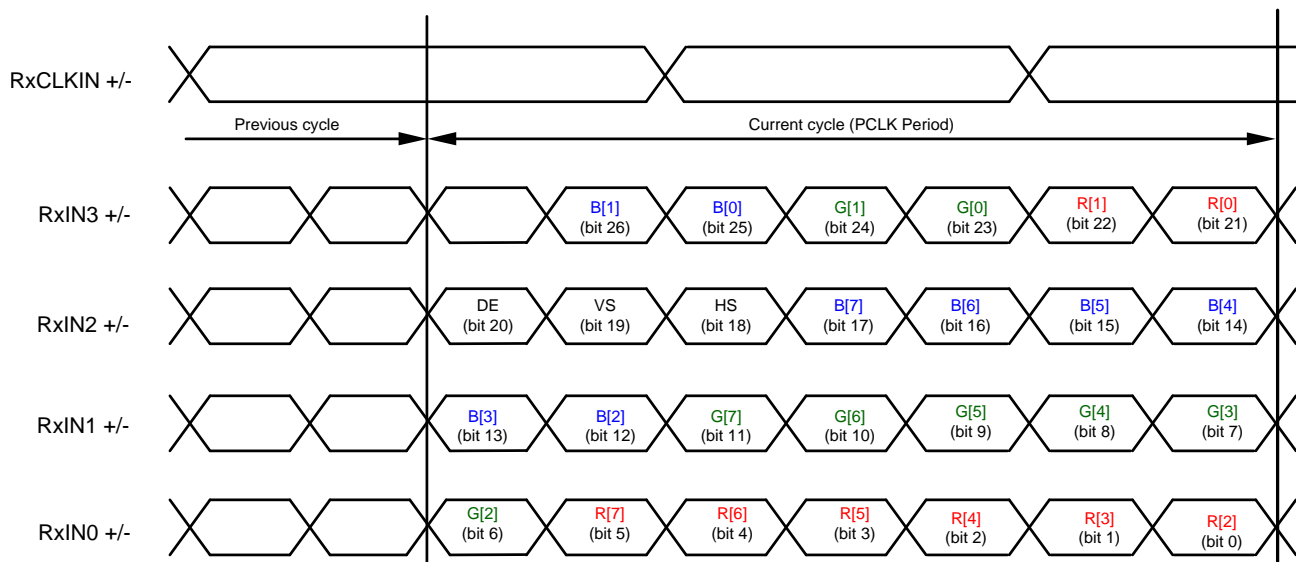 RxCLKIN +/-
Previous cycle
Current cycle (PCLK Period)
RxIN3 +/-
B[1] B[0] G[1] G[0] R[1] R[0]
(bit 26) (bit 25) (bit 24) (bit 23) (bit 22) (bit 21)
RxIN2 +/-
DE VS HS B[7] B[6] B[5] B[4]
(bit 20) (bit 19) (bit 18) (bit 17) (bit 16) (bit 15) (bit 14)
RxIN1 +/-
B[3] B[2] G[7] G[6] G[5] G[4] G[3]
(bit 13) (bit 12) (bit 11) (bit 10) (bit 9) (bit 8) (bit 7)
RxIN0 +/-
G[2] R[7] R[6] R[5] R[4] R[3] R[2]
(bit 6) (bit 5) (bit 4) (bit 3) (bit 2) (bit 1) (bit 0)